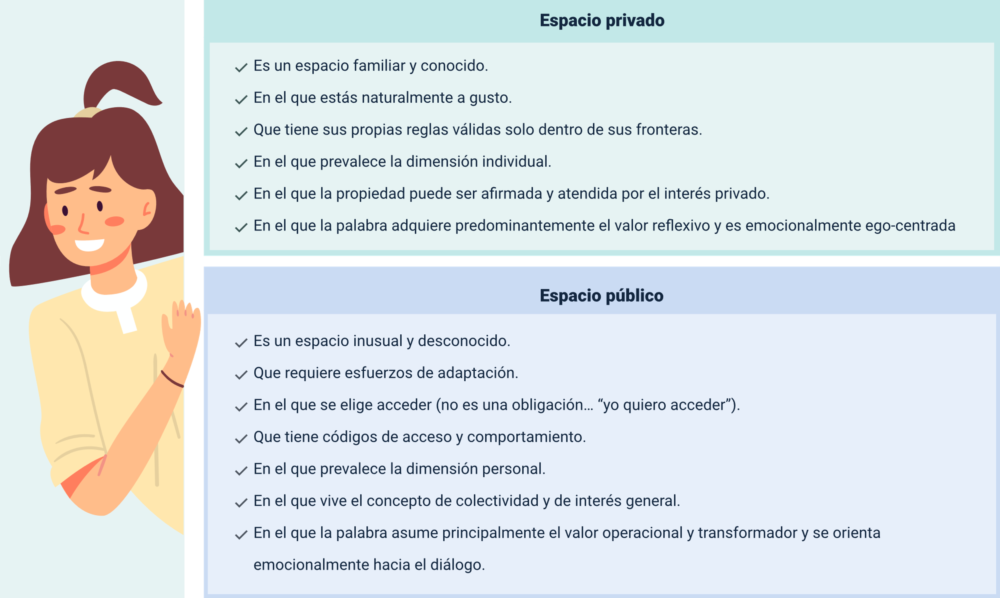 Espacio privado
Es un espacio familiar y conocido.
En el que estás naturalmente a gusto.
Que tiene sus propias reglas válidas solo dentro de sus fronteras.
En el que prevalece la dimensión individual.
En el que la propiedad puede ser afirmada y atendida por el interés privado.
En el que la palabra adquiere predominantemente el valor reflexivo y es emocionalmente ego-centrada
Espacio público
Es un espacio inusual y desconocido.
Que requiere esfuerzos de adaptación.
En el que se elige acceder (no es una obligación... “yo quiero acceder”).
Que tiene códigos de acceso y comportamiento.
En el que prevalece la dimensión personal.
En el que vive el concepto de colectividad y de interés general.
En el que la palabra asume principalmente el valor operacional y transformador y se orienta
emocionalmente hacia el diálogo.